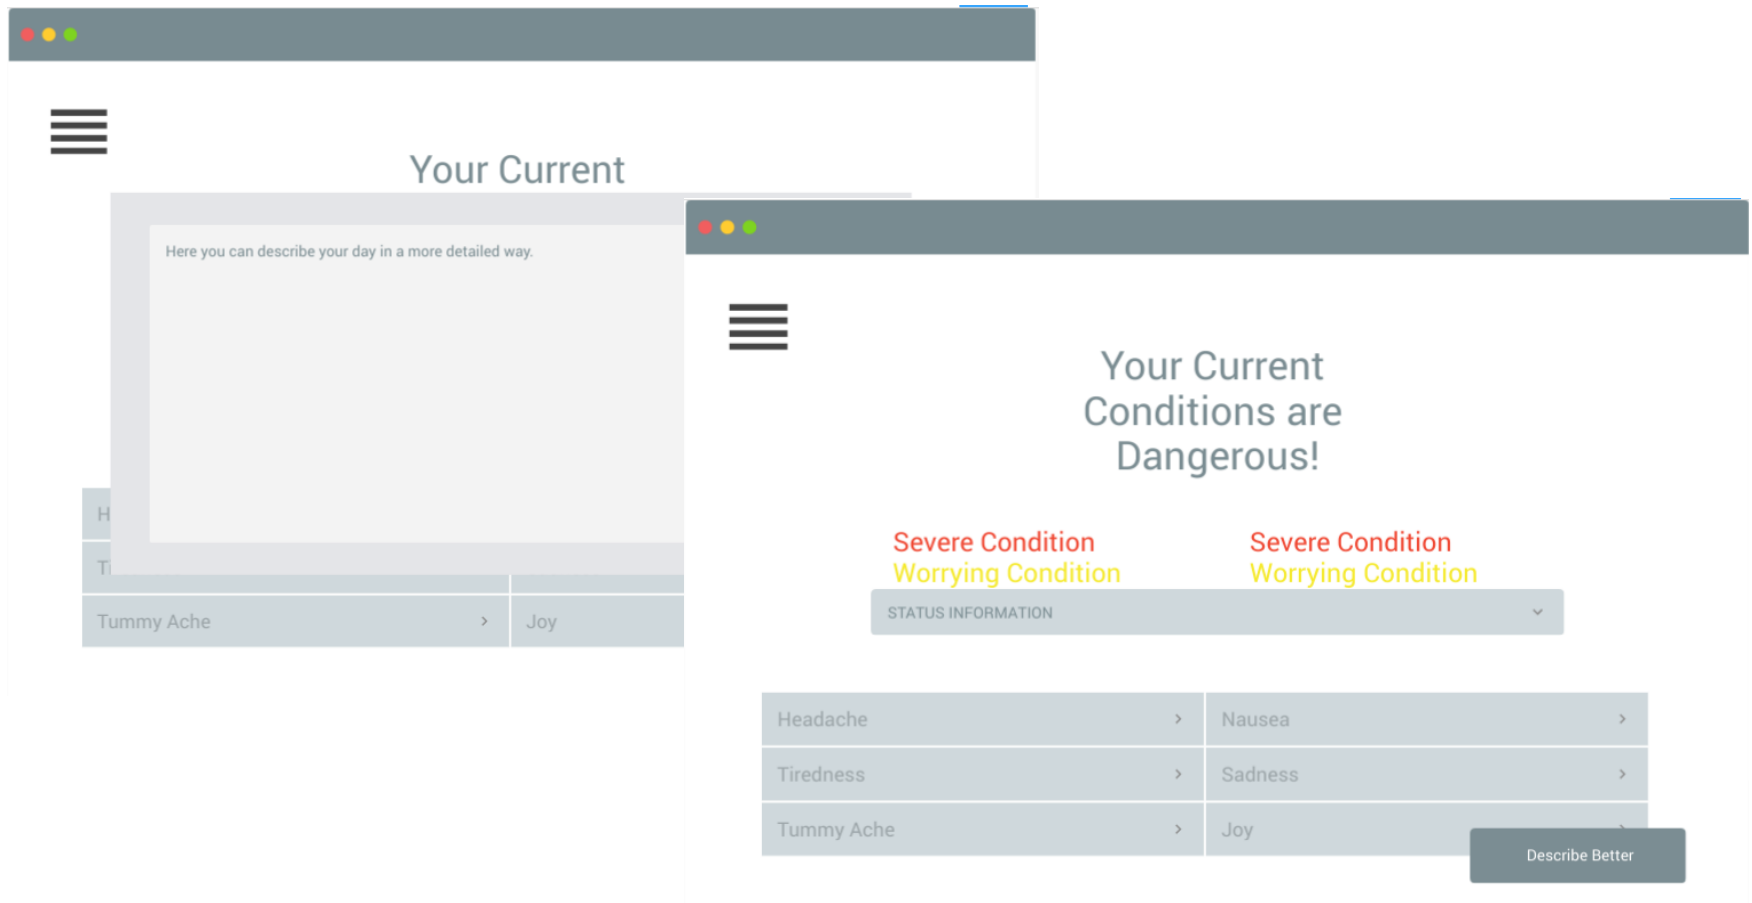 Your Current
Here you can describe your day in a more detailed way.
H
Ti
Tummy Ache
Joy
Your Current
Conditions are
Dangerous!
Severe Condition
Worrying Condition
Severe Condition
Worrying Condition
STATUS INFORMATION
Headache
Nausea
Tiredness
Sadness
Tummy Ache
Joy
Describe Better